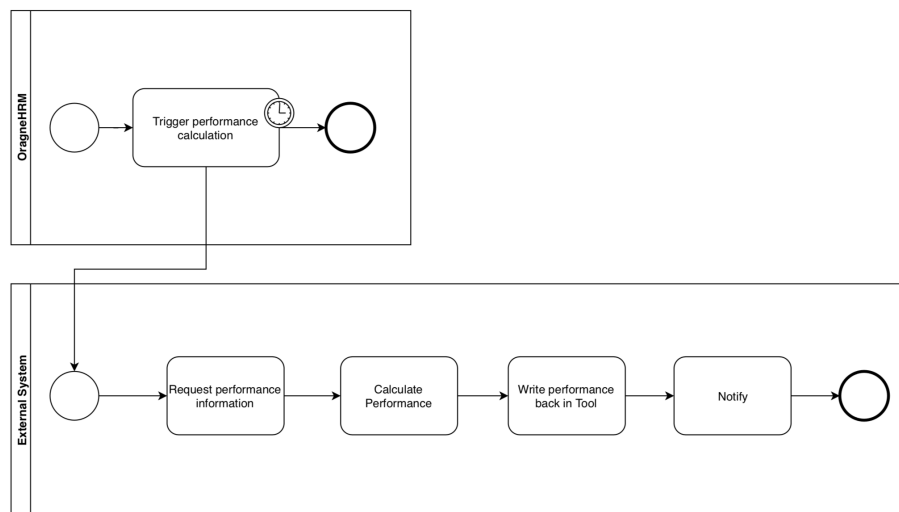 OragneHRM
Trigger performance
calculation
External System
Request performance
information
Calculate
Performance
Write performance
back in Tool
Notify